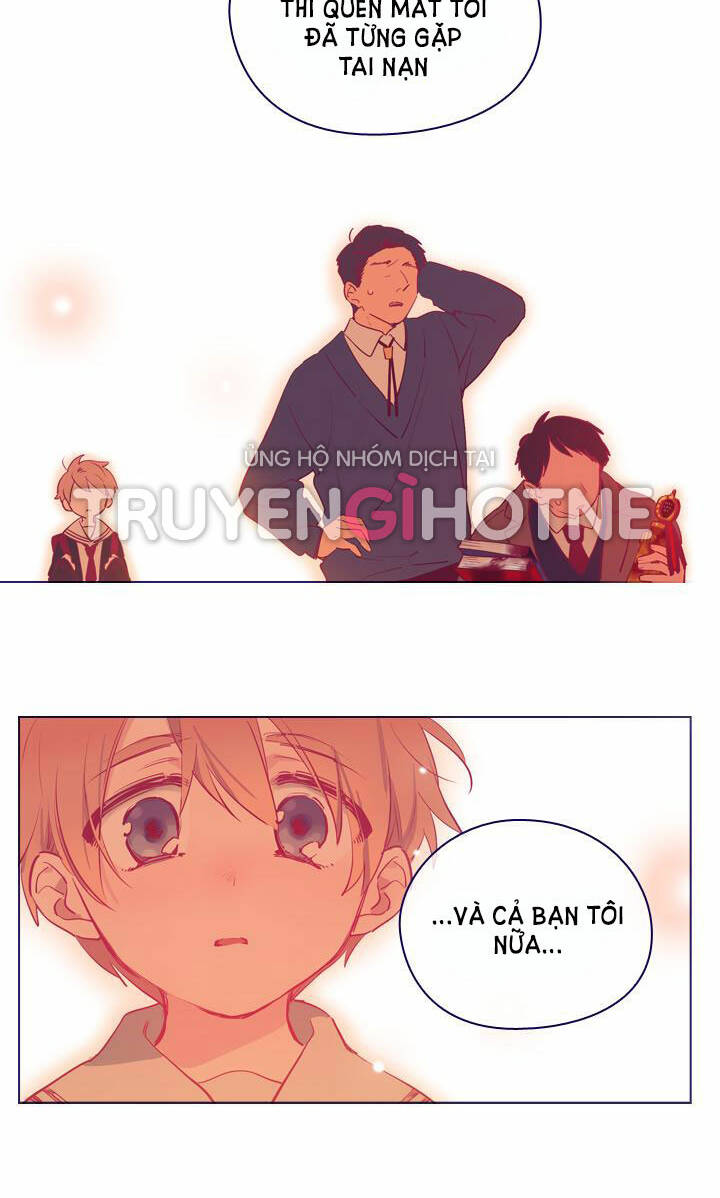 THÌ QUÊN MẤT TÔI
ĐÃ TỪNG GẶP
TAI NẠN
ỦNG HỘ NHÓM DỊCH TẠI
TRUYENGIHOTNE
...VÀ CẢ BẠN TÔI
NỮA...